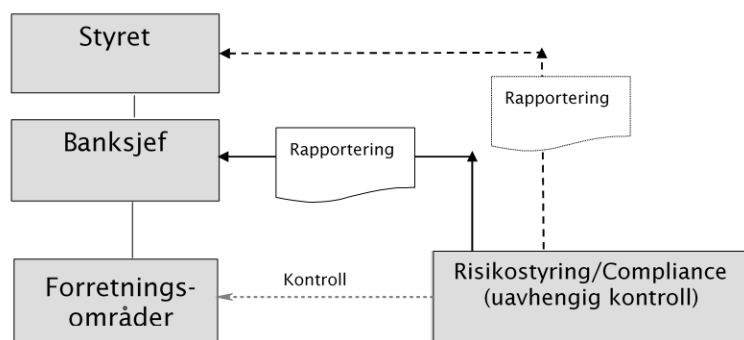 Styret
Rapportering
Banksjef
Rapportering
Forretnings-
områder
Kontroll
Risikostyring/Compliance
(uavhengig kontroll)